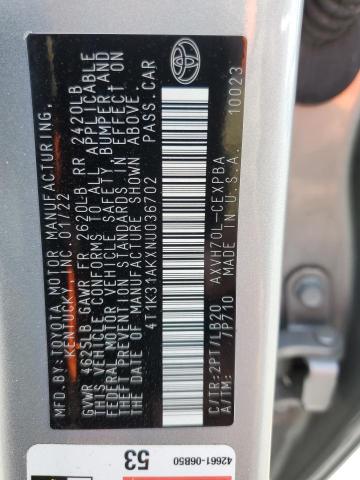 MFD.BY:TOYOTA MOTOR MANUFACTURING,
KENTUCKY, INC. 01/22
GVWR 4625LB GAWR FR 2620LB RR 2420LB
THIS VEHICLE CONFORMS TO ALL APPLICABLE
FEDERAL MOTOR VEHICLE SAFETY, BUMPER, AND
THEFT PREVENTION STANDARDS IN EFFECT ON
THE DATE OF MANUFACTURE SHOWN ABOVE.
4T1K31AKXNU036702 PASS.CAR
C/TR:2PT/LB20 AXVH70L-CEXPBA
A/TM: /P710 U.S.A. 10023
TOYOTA
53
42661-06B50